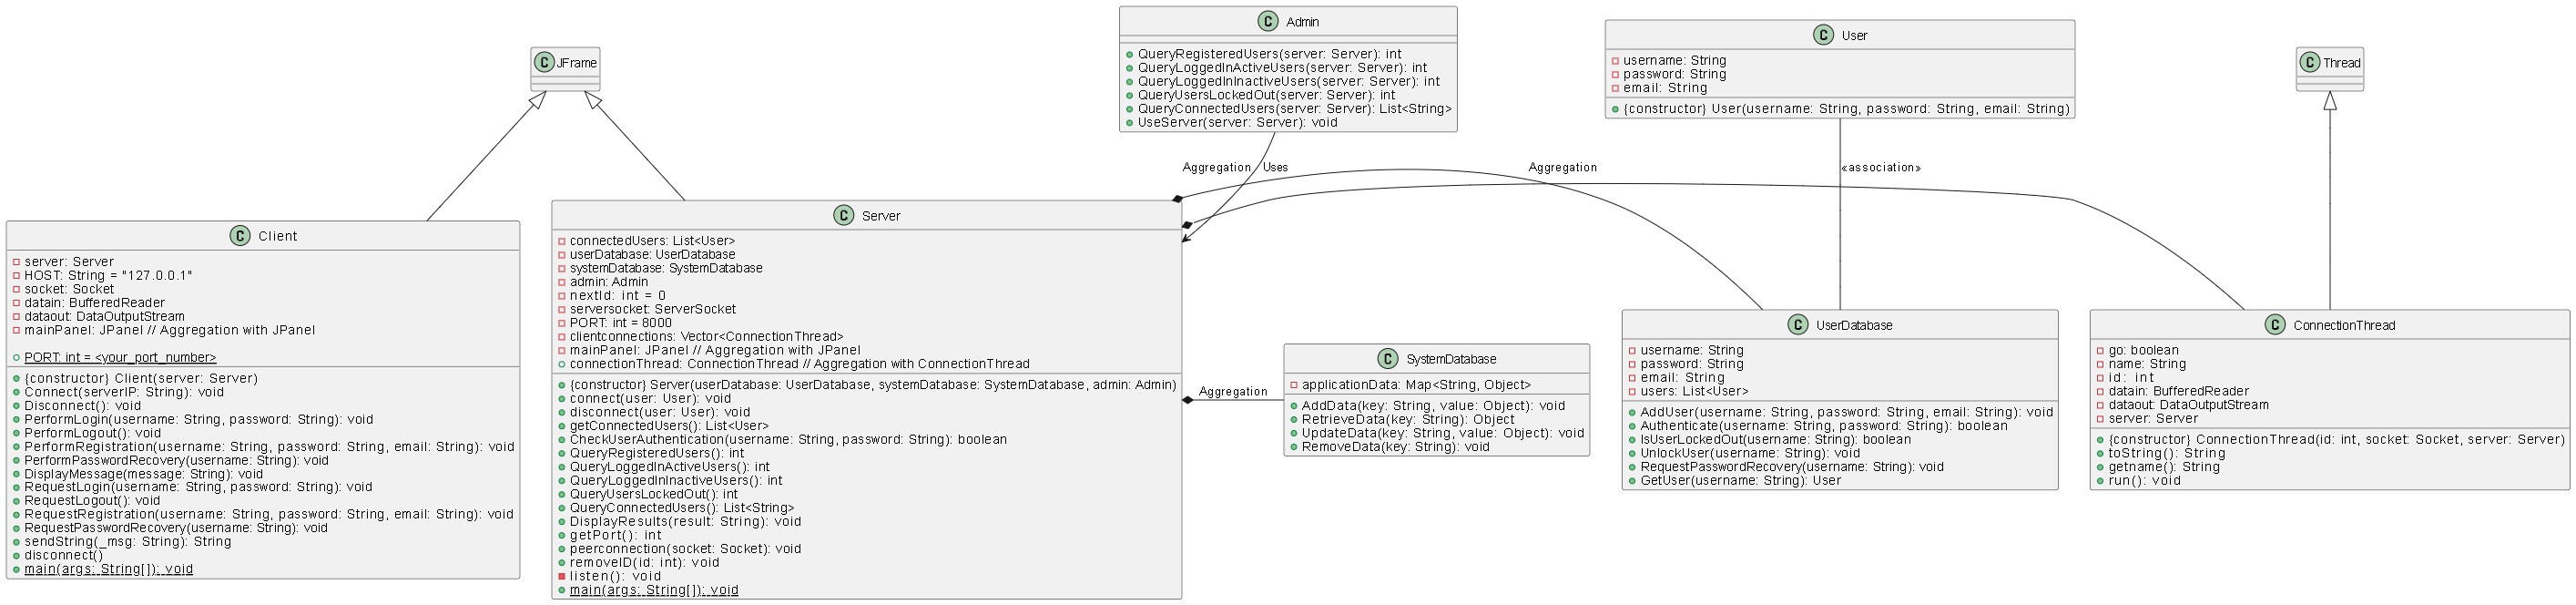 C JFrame
C Admin
QueryRegisteredUsers(server: Server): int
QueryLoggedInActiveUsers(server: Server): int
QueryLoggedInInactiveUsers(server: Server): int
QueryUsersLockedOut(server: Server): int
QueryConnectedUsers(server: Server): List<String>
UseServer(server: Server): void
C User
username: String
password: String
email: String
{constructor} User(username: String, password: String, email: String)
C Thread
Aggregation
Uses
Aggregation
«association»
C Client
server: Server
HOST: String = "127.0.0.1"
socket: Socket
datain: BufferedReader
dataout: DataOutputStream
mainPanel: JPanel // Aggregation with JPanel
PORT: int = <your_port_number>
{constructor} Client(server: Server)
Connect(serverIP: String): void
Disconnect(): void
PerformLogin(username: String, password: String): void
PerformLogout(): void
PerformRegistration(username: String, password: String, email: String): void
PerformPasswordRecovery(username: String): void
DisplayMessage(message: String): void
RequestLogin(username: String, password: String): void
RequestLogout(): void
RequestRegistration(username: String, password: String, email: String): void
RequestPasswordRecovery(username: String): void
sendString(_msg: String): String
disconnect()
main(args: String[]): void
C Server
connectedUsers: List<User>
userDatabase: UserDatabase
systemDatabase: SystemDatabase
admin: Admin
nextId: int = 0
serversocket: ServerSocket
PORT: int = 8000
clientconnections: Vector<ConnectionThread>
mainPanel: JPanel // Aggregation with JPanel
connectionThread: ConnectionThread // Aggregation with ConnectionThread
{constructor} Server(userDatabase: UserDatabase, systemDatabase: SystemDatabase, admin: Admin)
connect(user: User): void
disconnect(user: User): void
getConnectedUsers(): List<User>
CheckUserAuthentication(username: String, password: String): boolean
QueryRegisteredUsers(): int
QueryLoggedInActiveUsers(): int
QueryLoggedInInactiveUsers(): int
QueryUsersLockedOut(): int
QueryConnectedUsers(): List<String>
DisplayResults(result: String): void
getPort(): int
peerconnection(socket: Socket): void
removeID(id: int): void
listen(): void
main(args: String[]): void
Aggregation
C SystemDatabase
applicationData: Map<String, Object>
AddData(key: String, value: Object): void
RetrieveData(key: String): Object
UpdateData(key: String, value: Object): void
RemoveData(key: String): void
C UserDatabase
username: String
password: String
email: String
users: List<User>
AddUser(username: String, password: String, email: String): void
Authenticate(username: String, password: String): boolean
IsUserLockedOut(username: String): boolean
UnlockUser(username: String): void
RequestPasswordRecovery(username: String): void
GetUser(username: String): User
C ConnectionThread
go: boolean
name: String
id: int
datain: BufferedReader
dataout: DataOutputStream
server: Server
{constructor} ConnectionThread(id: int, socket: Socket, server: Server)
toString(): String
getname(): String
run(): void